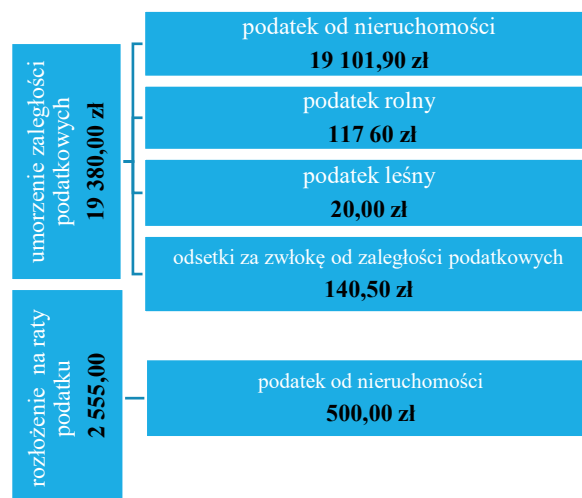 umorzenie zaległości
podatkowych
19 380,00 zł
podatek od nieruchomości
19 101,90 zł
podatek rolny
117 60 zł
podatek leśny
20,00 zł
odsetki za zwłokę od zaległości podatkowych
140,50 zł
rozłożenie na raty
podatku
2 555,00
podatek od nieruchomości
500,00 zł